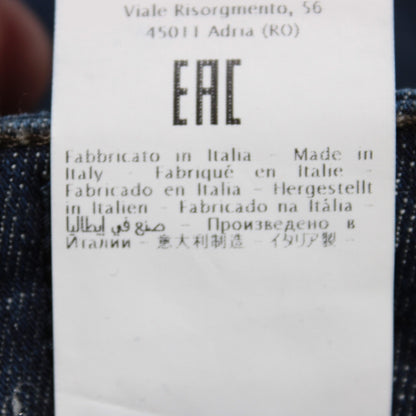 Viale Risorgmento, 56
45011 Adria (RO)
EAC
Fabbricato in Italia - Made in
Italy - Fabriqué en Italie -
Fabricado en Italia - Hergestellt
in Italien - Fabricado na Itália -
صنع في إيطاليا - Произведено в
Италии - 意大利制造 - イタリア製 -